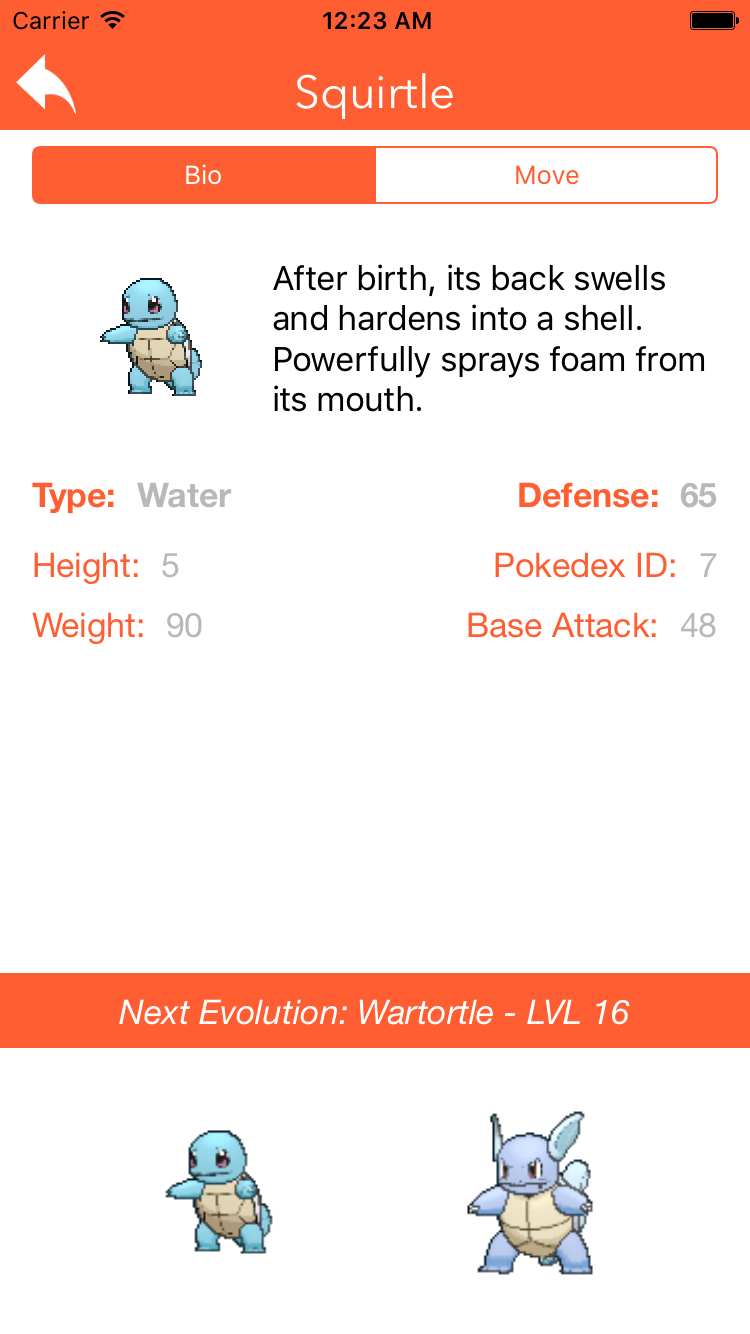 Carrier 12:23 AM
Squirtle
Bio Move
After birth, its back swells
and hardens into a shell.
Powerfully sprays foam from
its mouth.
Type: Water Defense: 65
Height: 5 Pokedex ID: 7
Weight: 90 Base Attack: 48
Next Evolution: Wartortle - LVL 16